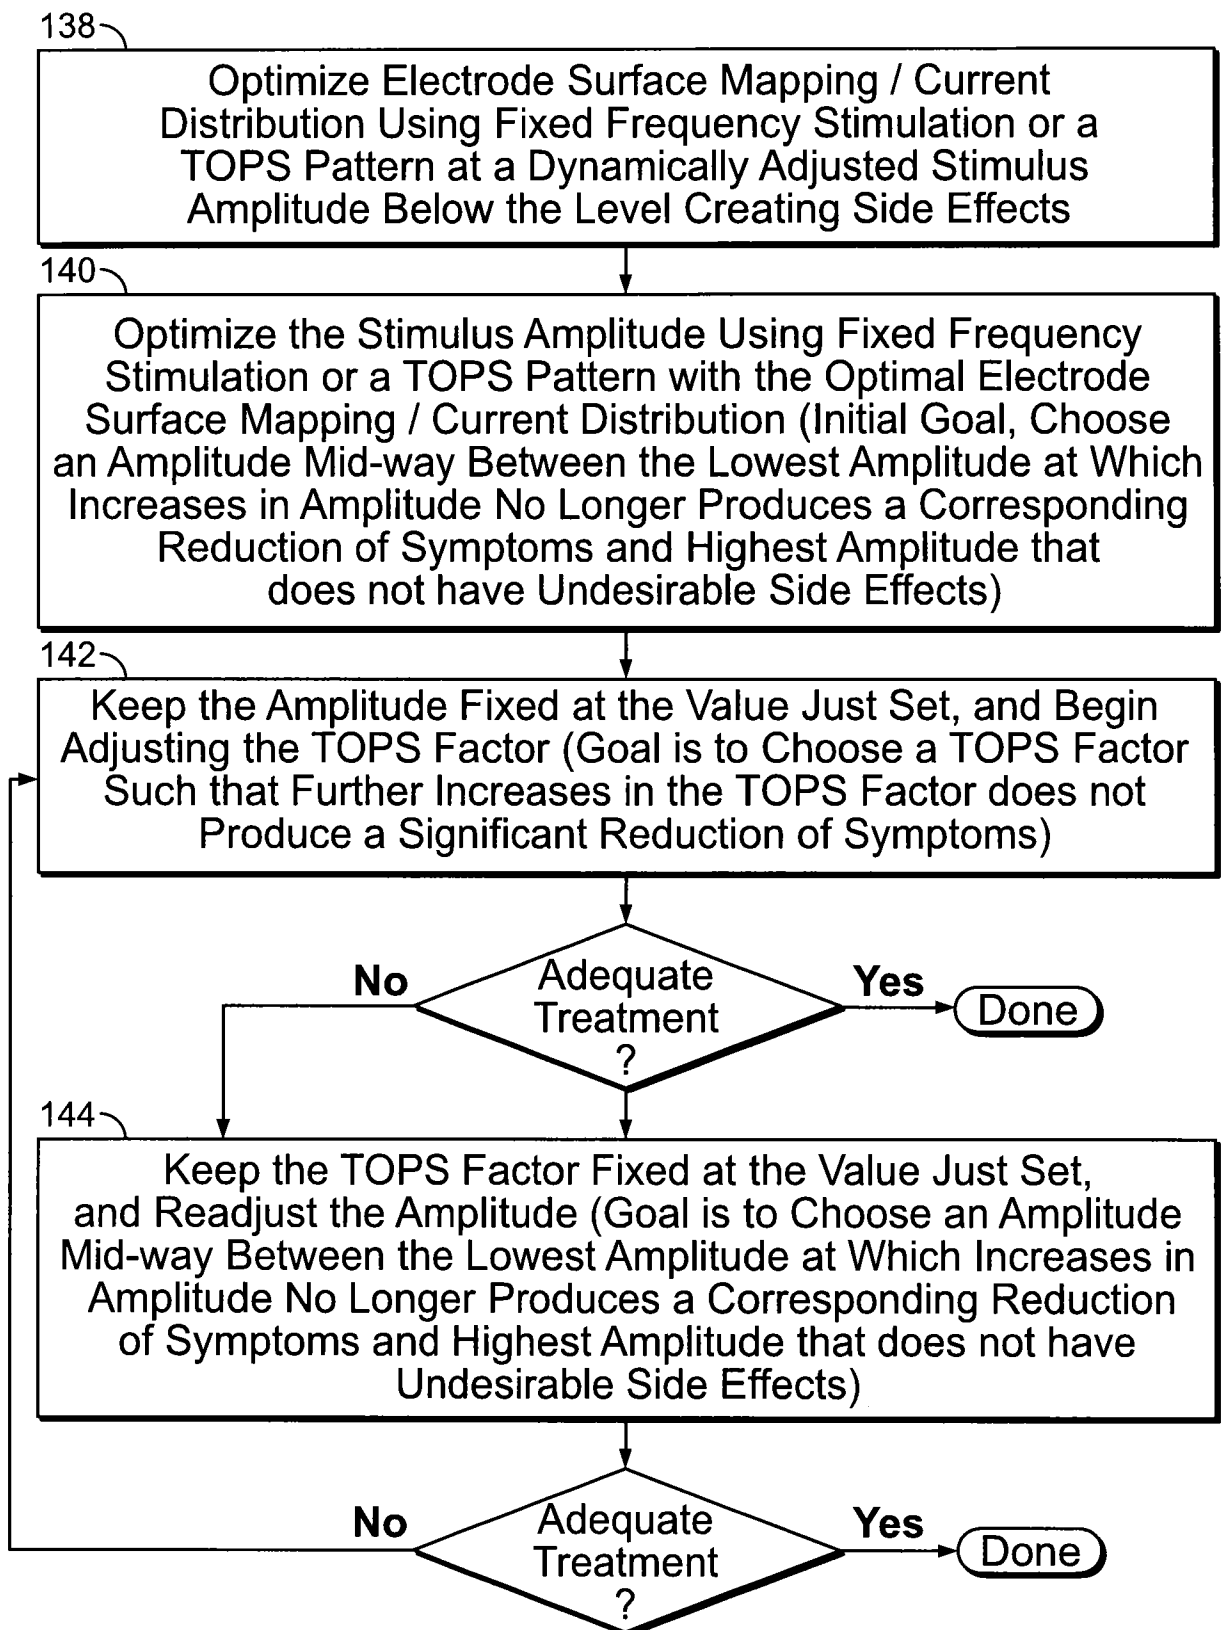 138
Optimize Electrode Surface Mapping / Current
Distribution Using Fixed Frequency Stimulation or a
TOPS Pattern at a Dynamically Adjusted Stimulus
Amplitude Below the Level Creating Side Effects
140
Optimize the Stimulus Amplitude Using Fixed Frequency
Stimulation or a TOPS Pattern with the Optimal Electrode
Surface Mapping / Current Distribution (Initial Goal, Choose
an Amplitude Mid-way Between the Lowest Amplitude at Which
Increases in Amplitude No Longer Produces a Corresponding
Reduction of Symptoms and Highest Amplitude that
does not have Undesirable Side Effects)
142
Keep the Amplitude Fixed at the Value Just Set, and Begin
Adjusting the TOPS Factor (Goal is to Choose a TOPS Factor
Such that Further Increases in the TOPS Factor does not
Produce a Significant Reduction of Symptoms)
No
Adequate
Treatment
?
Yes
Done
144
Keep the TOPS Factor Fixed at the Value Just Set,
and Readjust the Amplitude (Goal is to Choose an Amplitude
Mid-way Between the Lowest Amplitude at Which Increases in
Amplitude No Longer Produces a Corresponding Reduction
of Symptoms and Highest Amplitude that does not have
Undesirable Side Effects)
No
Adequate
Treatment
?
Yes
Done